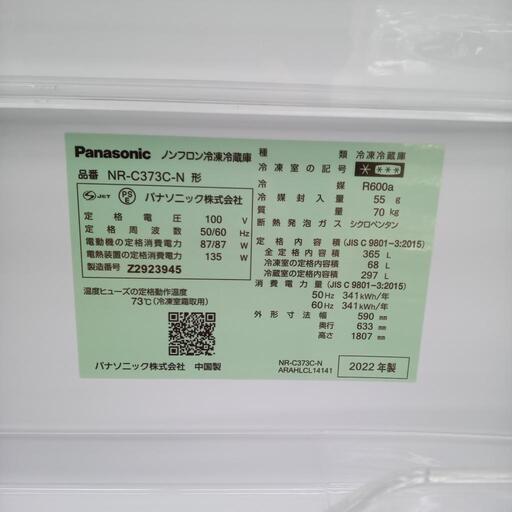 Panasonic ノンフロン冷凍冷蔵庫
品番 NR-C373C-N 形
JET PSE パナソニック株式会社
定格電圧 100 V
定格周波数 50/60 Hz
電動機の定格消費電力 87/87 W
電熱装置の定格消費電力 135 W
製造番号 Z2923945
温度ヒューズの定格動作温度
73℃(冷凍室霜取用)
パナソニック株式会社 中国製
種類 冷凍冷蔵庫
冷凍室の記号
冷媒 R600a
冷媒封入量 55 g
質量 70 kg
断熱発泡ガス シクロペンタン
定格内容積 (JIS C 9801-3:2015)
全定格内容積 365 L
冷凍室の定格内容積 68 L
冷蔵室の定格内容積 297 L
消費電力量 (JIS C 9801-3:2015)
50Hz 341 kWh/年
60Hz 341 kWh/年
外形寸法 幅 590 mm
奥行 633 mm
高さ 1807 mm
NR-C373C-N
ARAHLCL14141
2022 年製